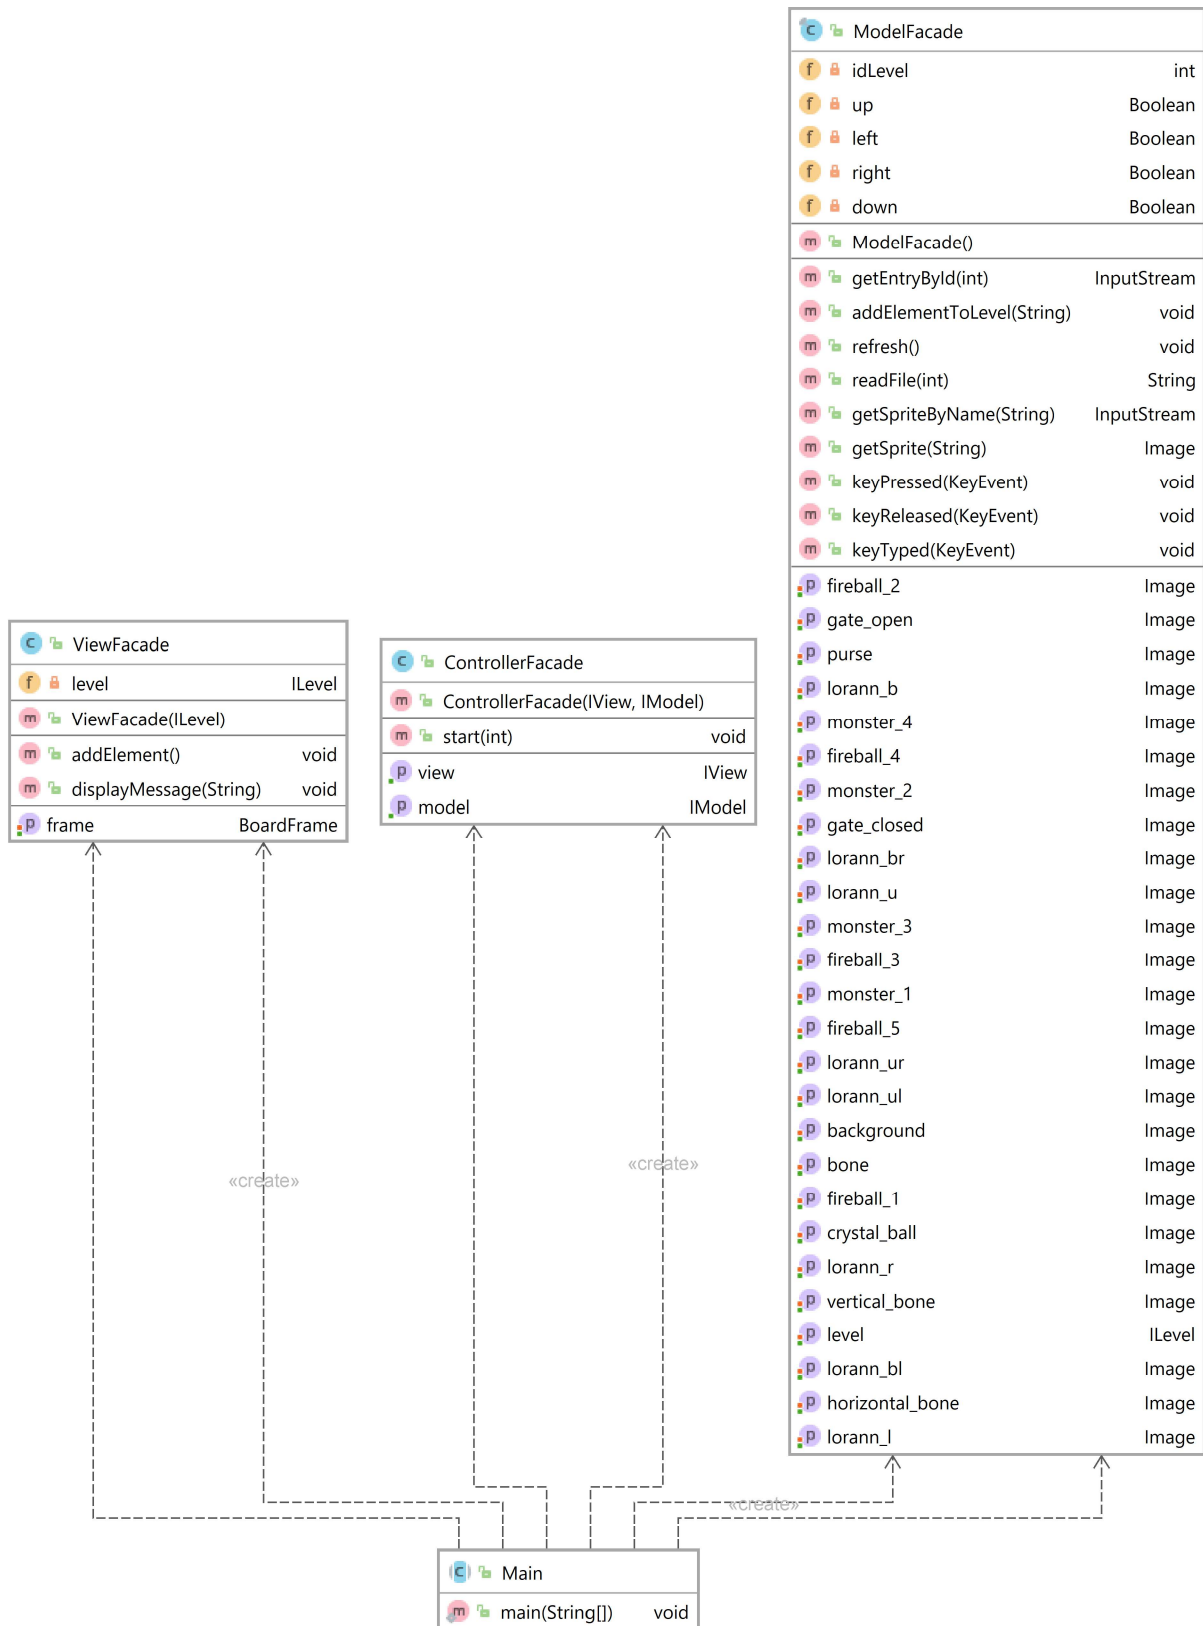 ModelFacade
idLevel int
up Boolean
left Boolean
right Boolean
down Boolean
ModelFacade()
getEntryById(int) InputStream
addElementToLevel(String) void
refresh() void
readFile(int) String
getSpriteByName(String) InputStream
getSprite(String) Image
keyPressed(KeyEvent) void
keyReleased(KeyEvent) void
keyTyped(KeyEvent) void
fireball_2 Image
gate_open Image
purse Image
lorann_b Image
monster_4 Image
fireball_4 Image
monster_2 Image
gate_closed Image
lorann_br Image
lorann_u Image
monster_3 Image
fireball_3 Image
monster_1 Image
fireball_5 Image
lorann_ur Image
lorann_ul Image
background Image
bone Image
fireball_1 Image
crystal_ball Image
lorann_r Image
vertical_bone Image
level ILevel
lorann_bl Image
horizontal_bone Image
lorann_l Image
ViewFacade
level ILevel
ViewFacade(ILevel)
addElement() void
displayMessage(String) void
frame BoardFrame
ControllerFacade
ControllerFacade(IView, IModel)
start(int) void
view IView
model IModel
«create»
«create»
«create»
Main
main(String[]) void